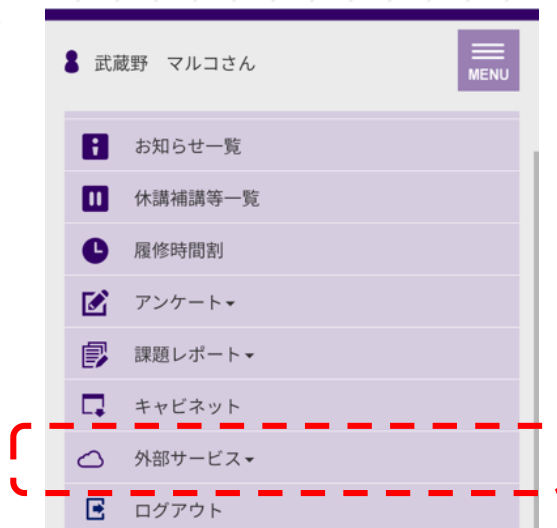 武蔵野　マルコさん
MENU
お知らせ一覧
休講補講等一覧
履修時間割
アンケート▾
課題レポート▾
キャビネット
外部サービス▾
ログアウト